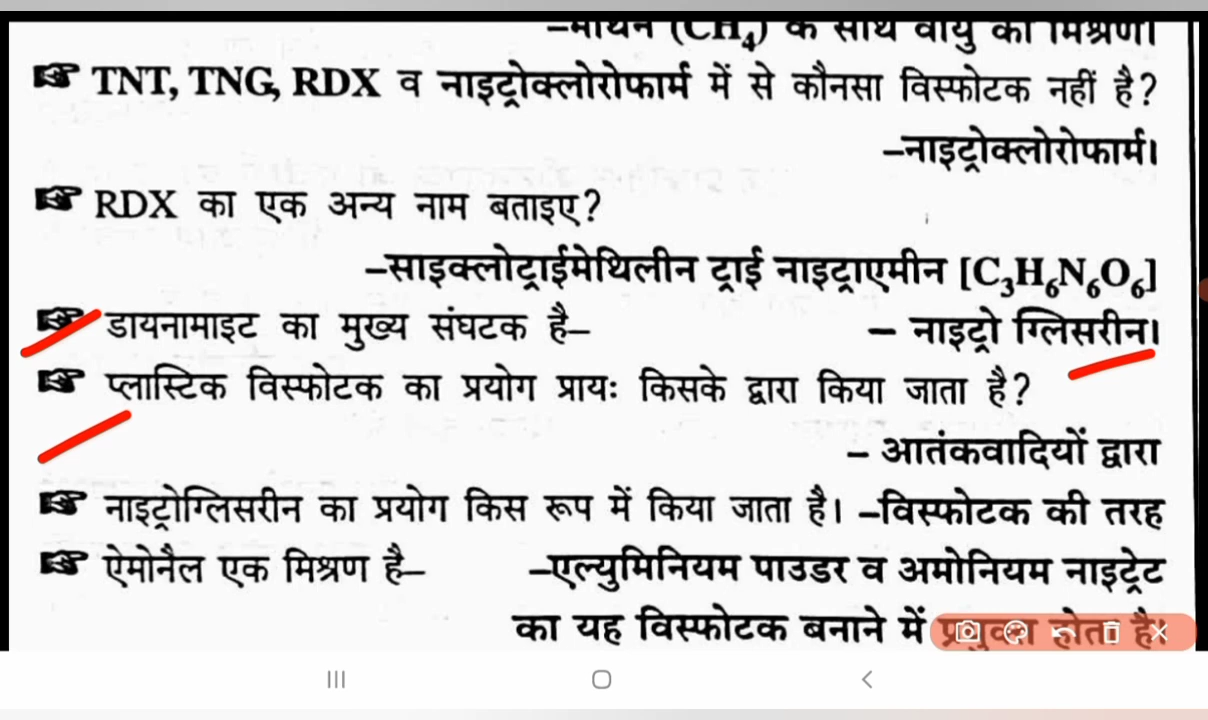 –मीथेन (CH₄) के साथ वायु का मिश्रण।
TNT, TNG, RDX व नाइट्रोक्लोरोफार्म में से कौनसा विस्फोटक नहीं है?
–नाइट्रोक्लोरोफार्म।
RDX का एक अन्य नाम बताइए?
–साइक्लोट्राईमेथिलीन ट्राई नाइट्राएमीन [C₃H₆N₆O₆]
डायनामाइट का मुख्य संघटक है– – नाइट्रो ग्लिसरीन।
प्लास्टिक विस्फोटक का प्रयोग प्रायः किसके द्वारा किया जाता है?
– आतंकवादियों द्वारा
नाइट्रोग्लिसरीन का प्रयोग किस रूप में किया जाता है। –विस्फोटक की तरह
ऐमोनैल एक मिश्रण है– –एल्युमिनियम पाउडर व अमोनियम नाइट्रेट
का यह विस्फोटक बनाने में प्रयुक्त होता है।